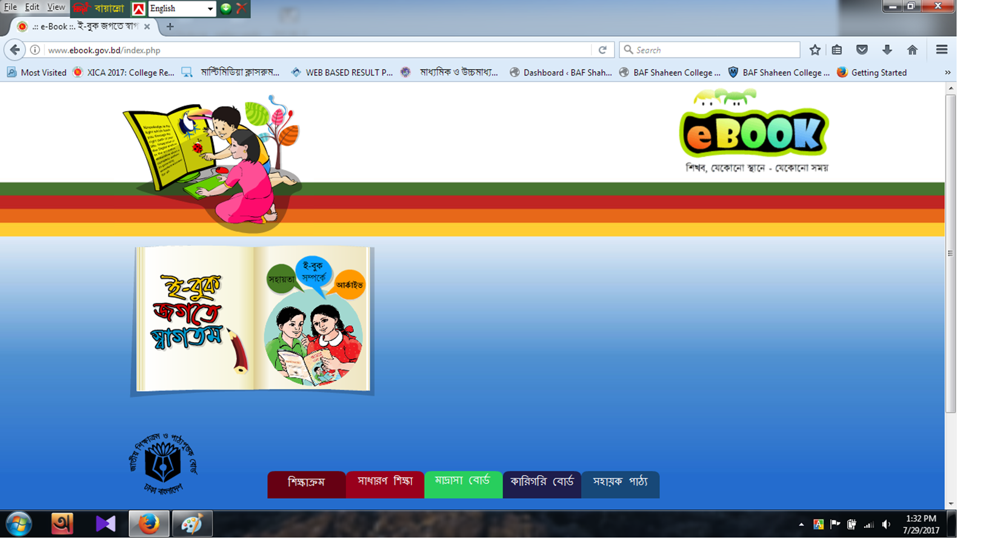 File Edit View বায়ান্নো English
.:: e-Book ::. ই-বুক জগতে স্বাগ
www.ebook.gov.bd/index.php Search
Most Visited XICA 2017: College Re... মাল্টিমিডিয়া ক্লাসরুম... WEB BASED RESULT P... মাধ্যমিক ও উচ্চমাধ্য... Dashboard ‹ BAF Shah... BAF Shaheen College ... BAF Shaheen College ... Getting Started »
eBOOK
শিখব, যেকোনো স্থানে - যেকোনো সময়
ই-বুক
জগতে
স্বাগতম
সহায়তা
ই-বুক
সম্পর্কে
আর্কাইভ
জাতীয় শিক্ষাক্রম ও পাঠ্যপুস্তক বোর্ড
ঢাকা বাংলাদেশ
শিক্ষাক্রম সাধারণ শিক্ষা মাদ্রাসা বোর্ড কারিগরি বোর্ড সহায়ক পাঠ্য
অ
1:32 PM
7/29/2017